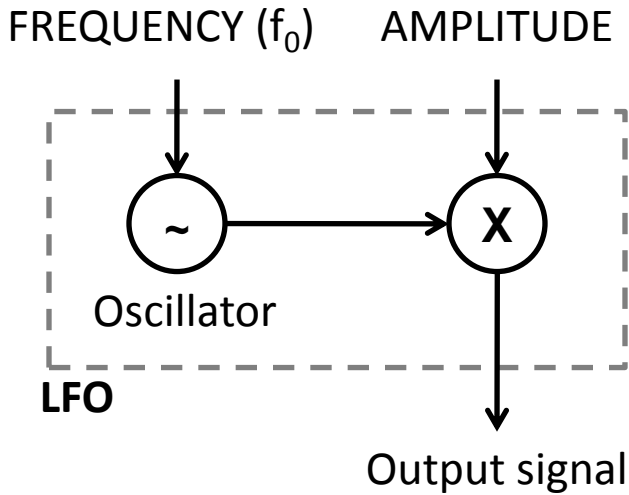 FREQUENCY (f₀)
AMPLITUDE
~
X
Oscillator
LFO
Output signal